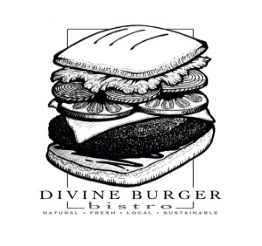 DIVINE BURGER
bistro
NATURAL • FRESH • LOCAL • SUSTAINABLE